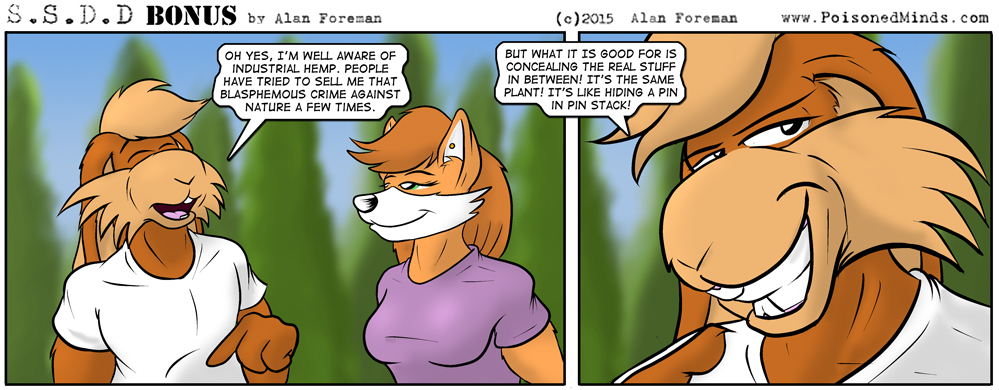 S.S.D.D BONUS by Alan Foreman (c)2015 Alan Foreman www.PoisonedMinds.com
OH YES, I'M WELL AWARE OF
INDUSTRIAL HEMP. PEOPLE
HAVE TRIED TO SELL ME THAT
BLASPHEMOUS CRIME AGAINST
NATURE A FEW TIMES.
BUT WHAT IT IS GOOD FOR IS
CONCEALING THE REAL STUFF
IN BETWEEN! IT'S THE SAME
PLANT! IT'S LIKE HIDING A PIN
IN PIN STACK!